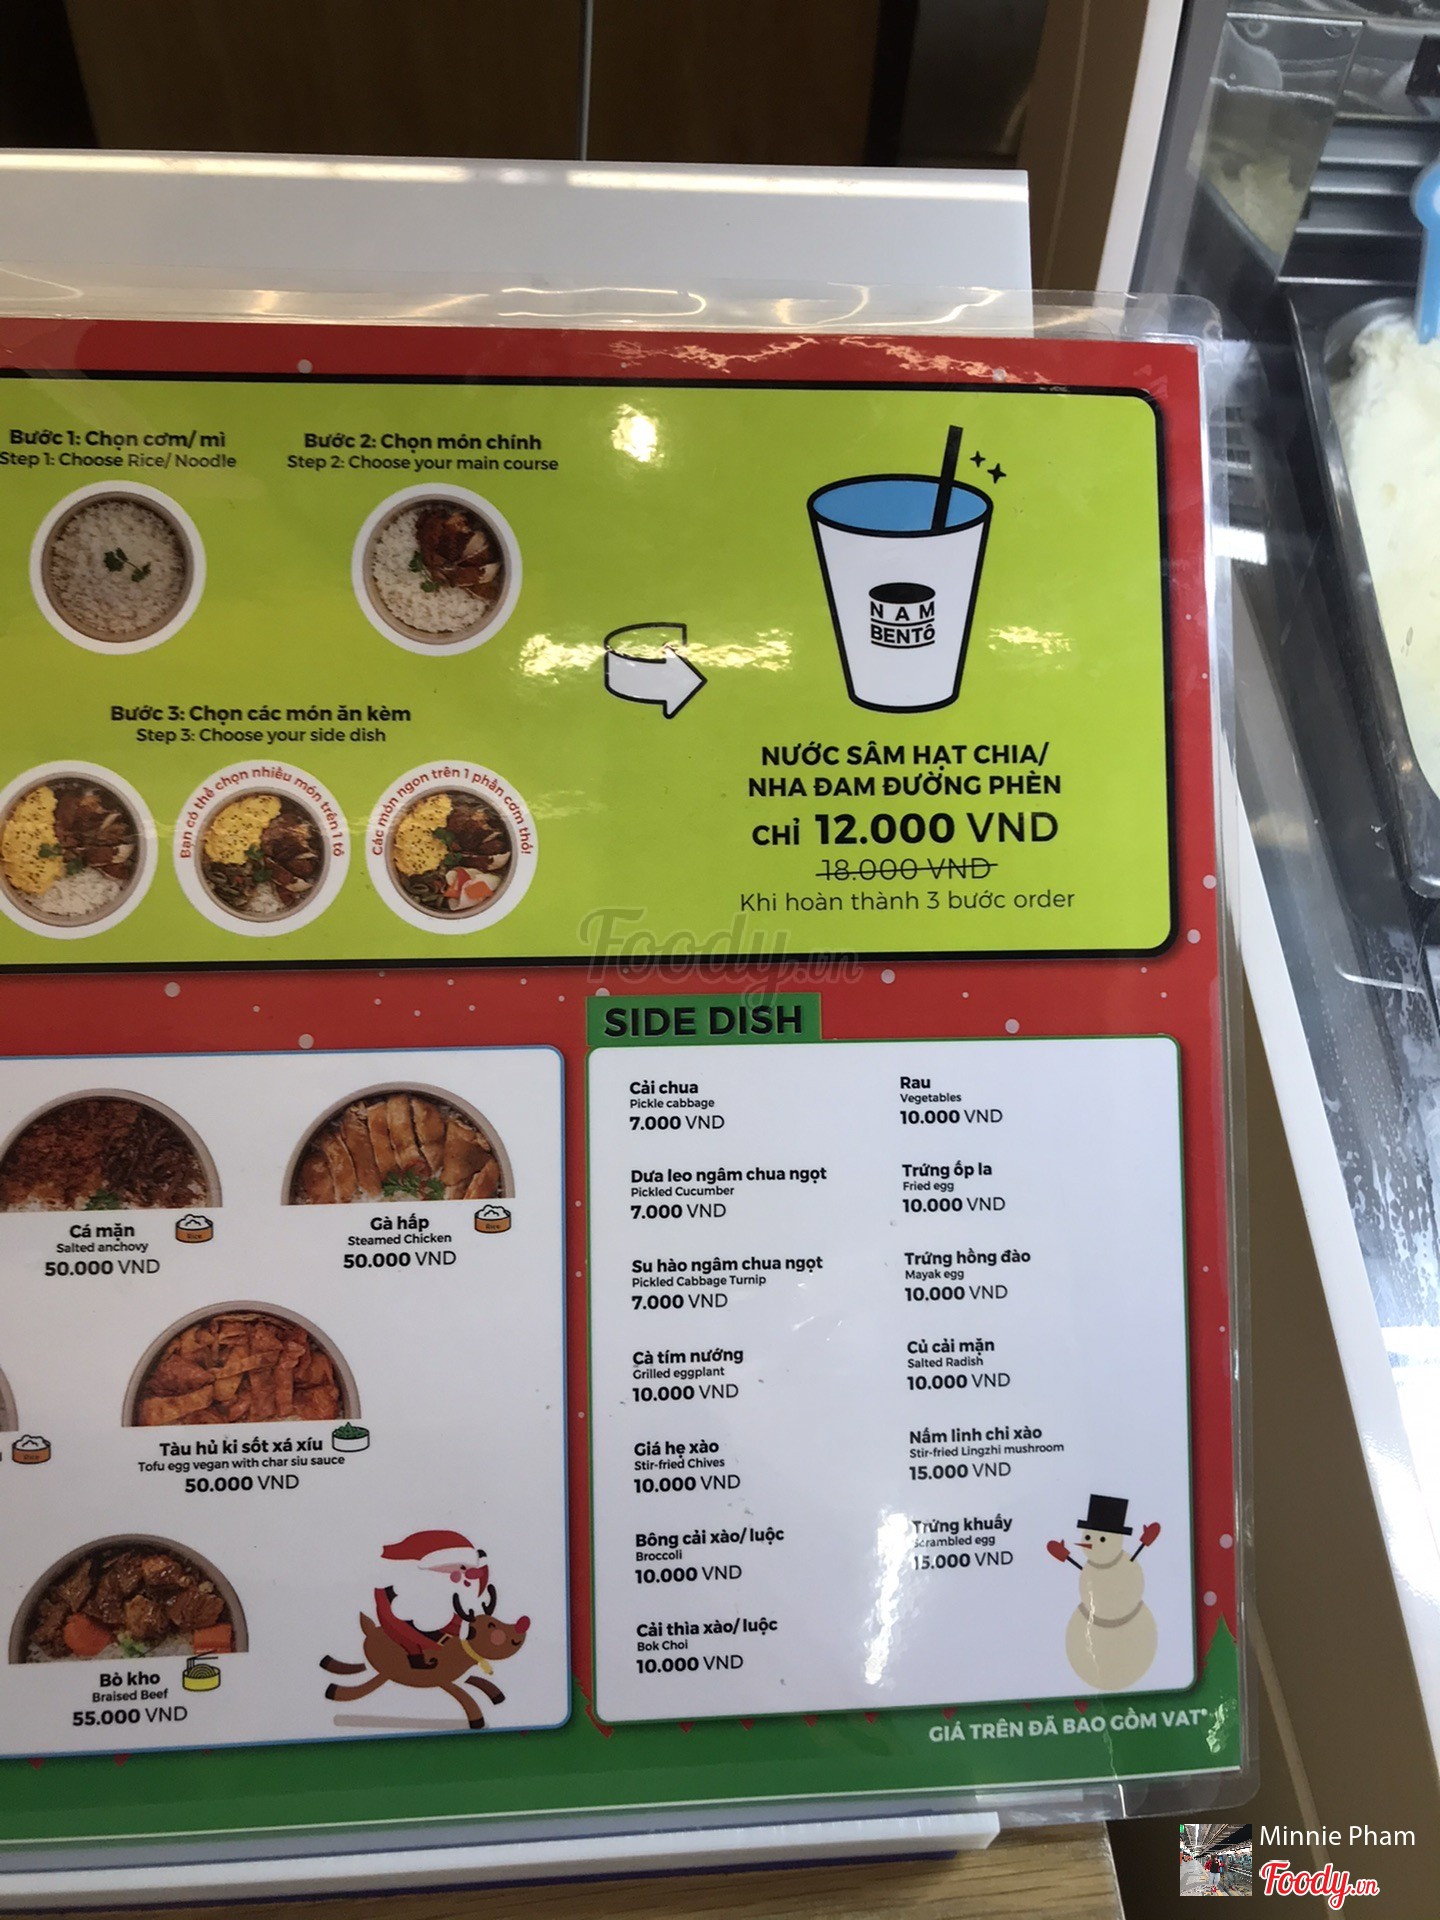 Bước 1: Chọn cơm/ mì
Step 1: Choose Rice/ Noodle
Bước 2: Chọn món chính
Step 2: Choose your main course
Bước 3: Chọn các món ăn kèm
Step 3: Choose your side dish
Bạn có thể chọn nhiều món trên 1 tô
Các món ngon trên 1 phần cơm thố!
NAM
BENTÔ
NƯỚC SÂM HẠT CHIA/
NHA ĐAM ĐƯỜNG PHÈN
CHỈ 12.000 VND
18.000 VND
Khi hoàn thành 3 bước order
Foody.vn
Cá mặn
Salted anchovy
50.000 VND
Rice
Gà hấp
Steamed Chicken
50.000 VND
Rice
Tàu hủ ki sốt xá xíu
Tofu egg vegan with char siu sauce
50.000 VND
Rice
Bò kho
Braised Beef
55.000 VND
SIDE DISH
Cải chua
Pickle cabbage
7.000 VND
Dưa leo ngâm chua ngọt
Pickled Cucumber
7.000 VND
Su hào ngâm chua ngọt
Pickled Cabbage Turnip
7.000 VND
Cà tím nướng
Grilled eggplant
10.000 VND
Giá hẹ xào
Stir-fried Chives
10.000 VND
Bông cải xào/ luộc
Broccoli
10.000 VND
Cải thìa xào/ luộc
Bok Choi
10.000 VND
Rau
Vegetables
10.000 VND
Trứng ốp la
Fried egg
10.000 VND
Trứng hồng đào
Mayak egg
10.000 VND
Củ cải mặn
Salted Radish
10.000 VND
Nấm linh chi xào
Stir-fried Lingzhi mushroom
15.000 VND
Trứng khuấy
Scrambled egg
15.000 VND
GIÁ TRÊN ĐÃ BAO GỒM VAT*
Minnie Pham
Foody.vn